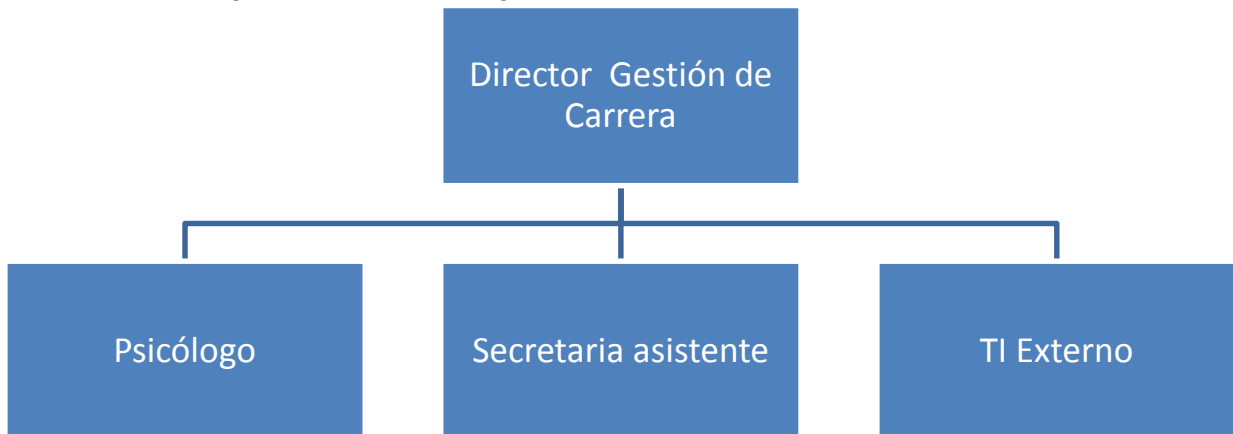 Director Gestión de
Carrera
Psicólogo
Secretaria asistente
TI Externo